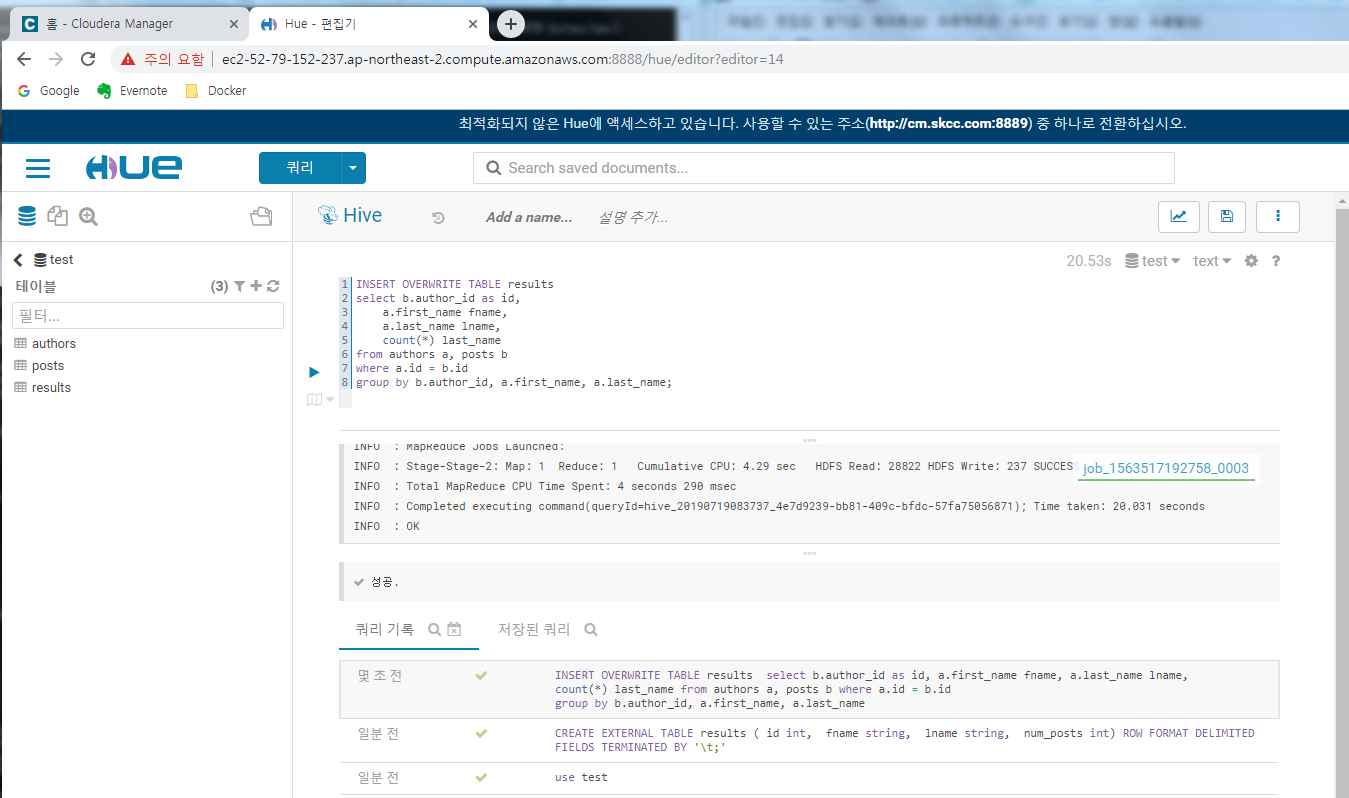 홈 - Cloudera Manager
Hue - 편집기
주의 요함
ec2-52-79-152-237.ap-northeast-2.compute.amazonaws.com:8888/hue/editor?editor=14
Google
Evernote
Docker
최적화되지 않은 Hue에 액세스하고 있습니다. 사용할 수 있는 주소(http://cm.skcc.com:8889) 중 하나로 전환하십시오.
HUE
쿼리
Search saved documents...
Hive
Add a name...
설명 추가...
test
테이블
(3)
필터...
authors
posts
results
20.53s
test
text
?
1 INSERT OVERWRITE TABLE results
2 select b.author_id as id,
3 a.first_name fname,
4 a.last_name lname,
5 count(*) last_name
6 from authors a, posts b
7 where a.id = b.id
8 group by b.author_id, a.first_name, a.last_name;
INFO : MapReduce Jobs Launched:
INFO : Stage-Stage-2: Map: 1 Reduce: 1 Cumulative CPU: 4.29 sec HDFS Read: 28822 HDFS Write: 237 SUCCESS
job_1563517192758_0003
INFO : Total MapReduce CPU Time Spent: 4 seconds 290 msec
INFO : Completed executing command(queryId=hive_20190719083737_4e7d9239-bb81-409c-bfdc-57fa75056871); Time taken: 20.031 seconds
INFO : OK
성공.
쿼리 기록
저장된 쿼리
몇 초 전
INSERT OVERWRITE TABLE results select b.author_id as id, a.first_name fname, a.last_name lname,
count(*) last_name from authors a, posts b where a.id = b.id
group by b.author_id, a.first_name, a.last_name
일분 전
CREATE EXTERNAL TABLE results ( id int, fname string, lname string, num_posts int) ROW FORMAT DELIMITED
FIELDS TERMINATED BY '\t;'
일분 전
use test